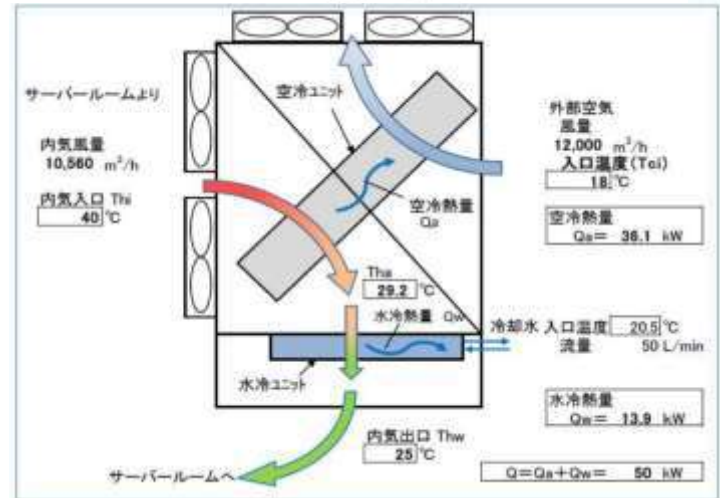 サーバールームより
内気風量
10,560 m³/h
内気入口 Thi
40 ℃
空冷ユニット
空冷熱量
Qa
外部空気
風量
12,000 m³/h
入口温度(Tci)
18 ℃
空冷熱量
Qa= 36.1 kW
Tha
29.2 ℃
水冷熱量 Qw
冷却水 入口温度 20.5 ℃
流量 50 L/min
水冷ユニット
水冷熱量
Qw= 13.9 kW
内気出口 Thw
25 ℃
サーバールームへ
Q=Qa+Qw= 50 kW